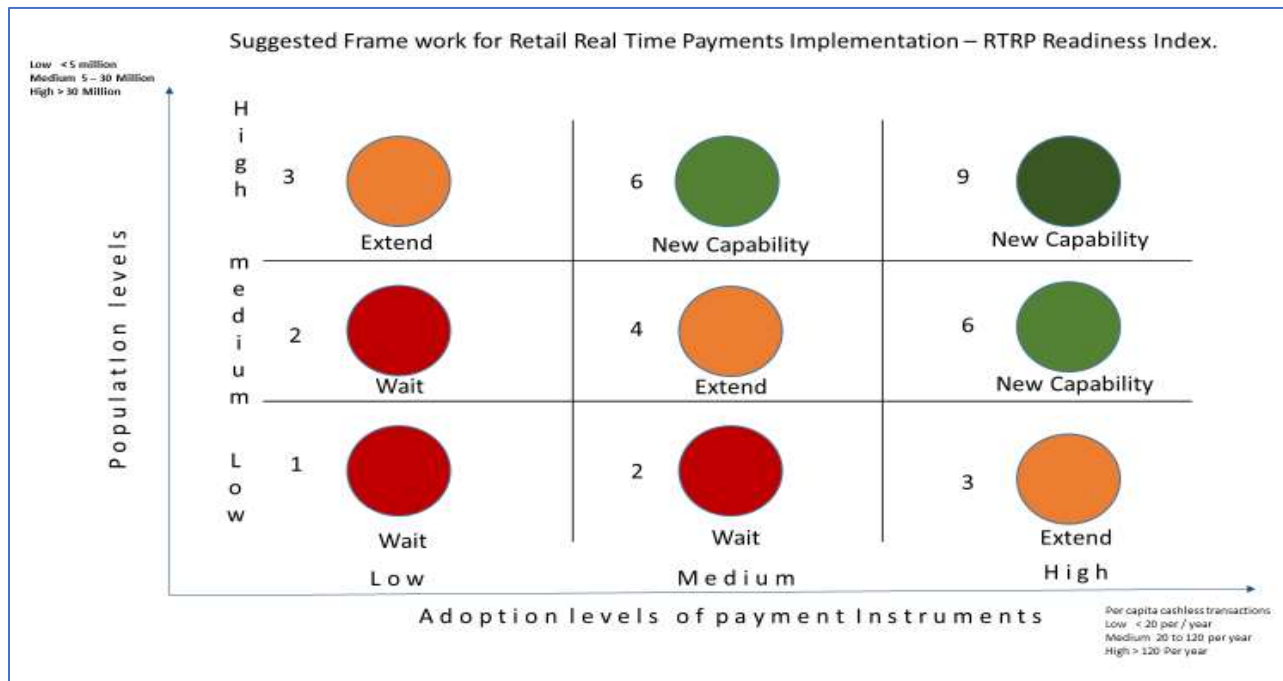 Suggested Frame work for Retail Real Time Payments Implementation – RTRP Readiness Index.
Low < 5 million
Medium 5 – 30 Million
High > 30 Million
Population levels
High
3
Extend
6
New Capability
9
New Capability
medium
2
Wait
4
Extend
6
New Capability
Low
1
Wait
2
Wait
3
Extend
Low
Medium
High
Adoption levels of payment Instruments
Per capita cashless transactions
Low < 20 per / year
Medium 20 to 120 per year
High > 120 Per year